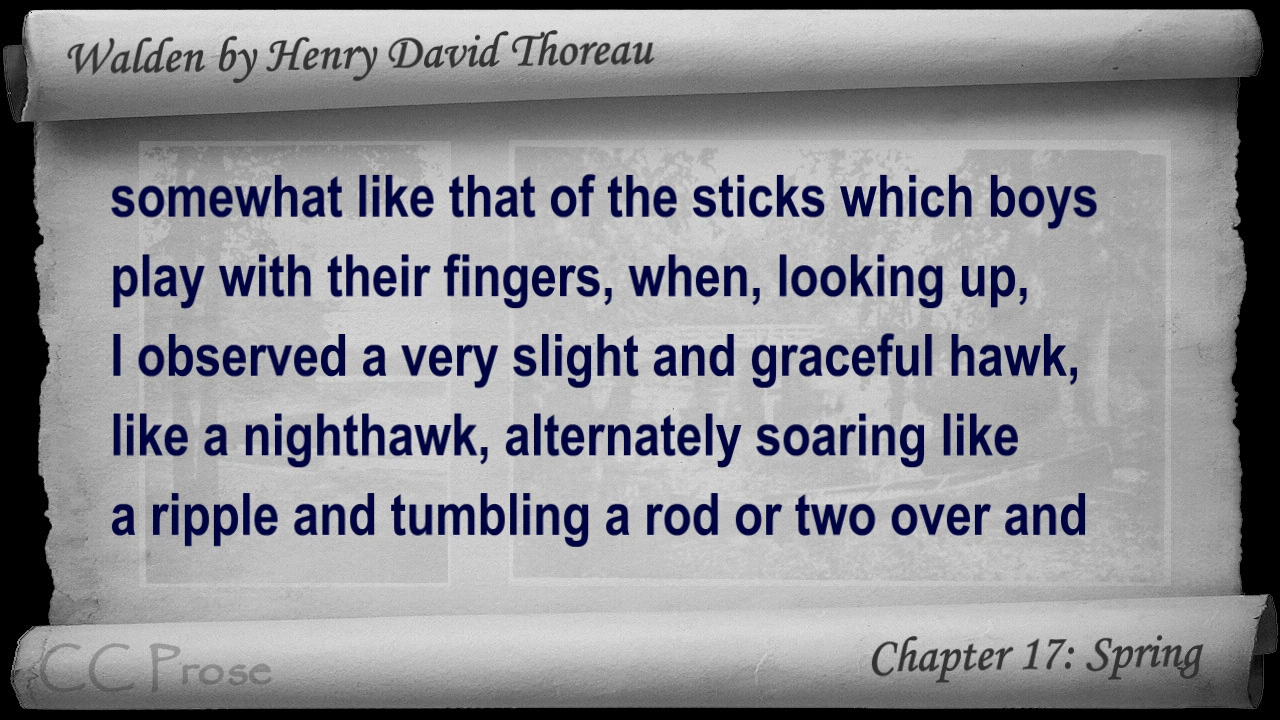 Walden by Henry David Thoreau
somewhat like that of the sticks which boys
play with their fingers, when, looking up,
I observed a very slight and graceful hawk,
like a nighthawk, alternately soaring like
a ripple and tumbling a rod or two over and
CC Prose
Chapter 17: Spring